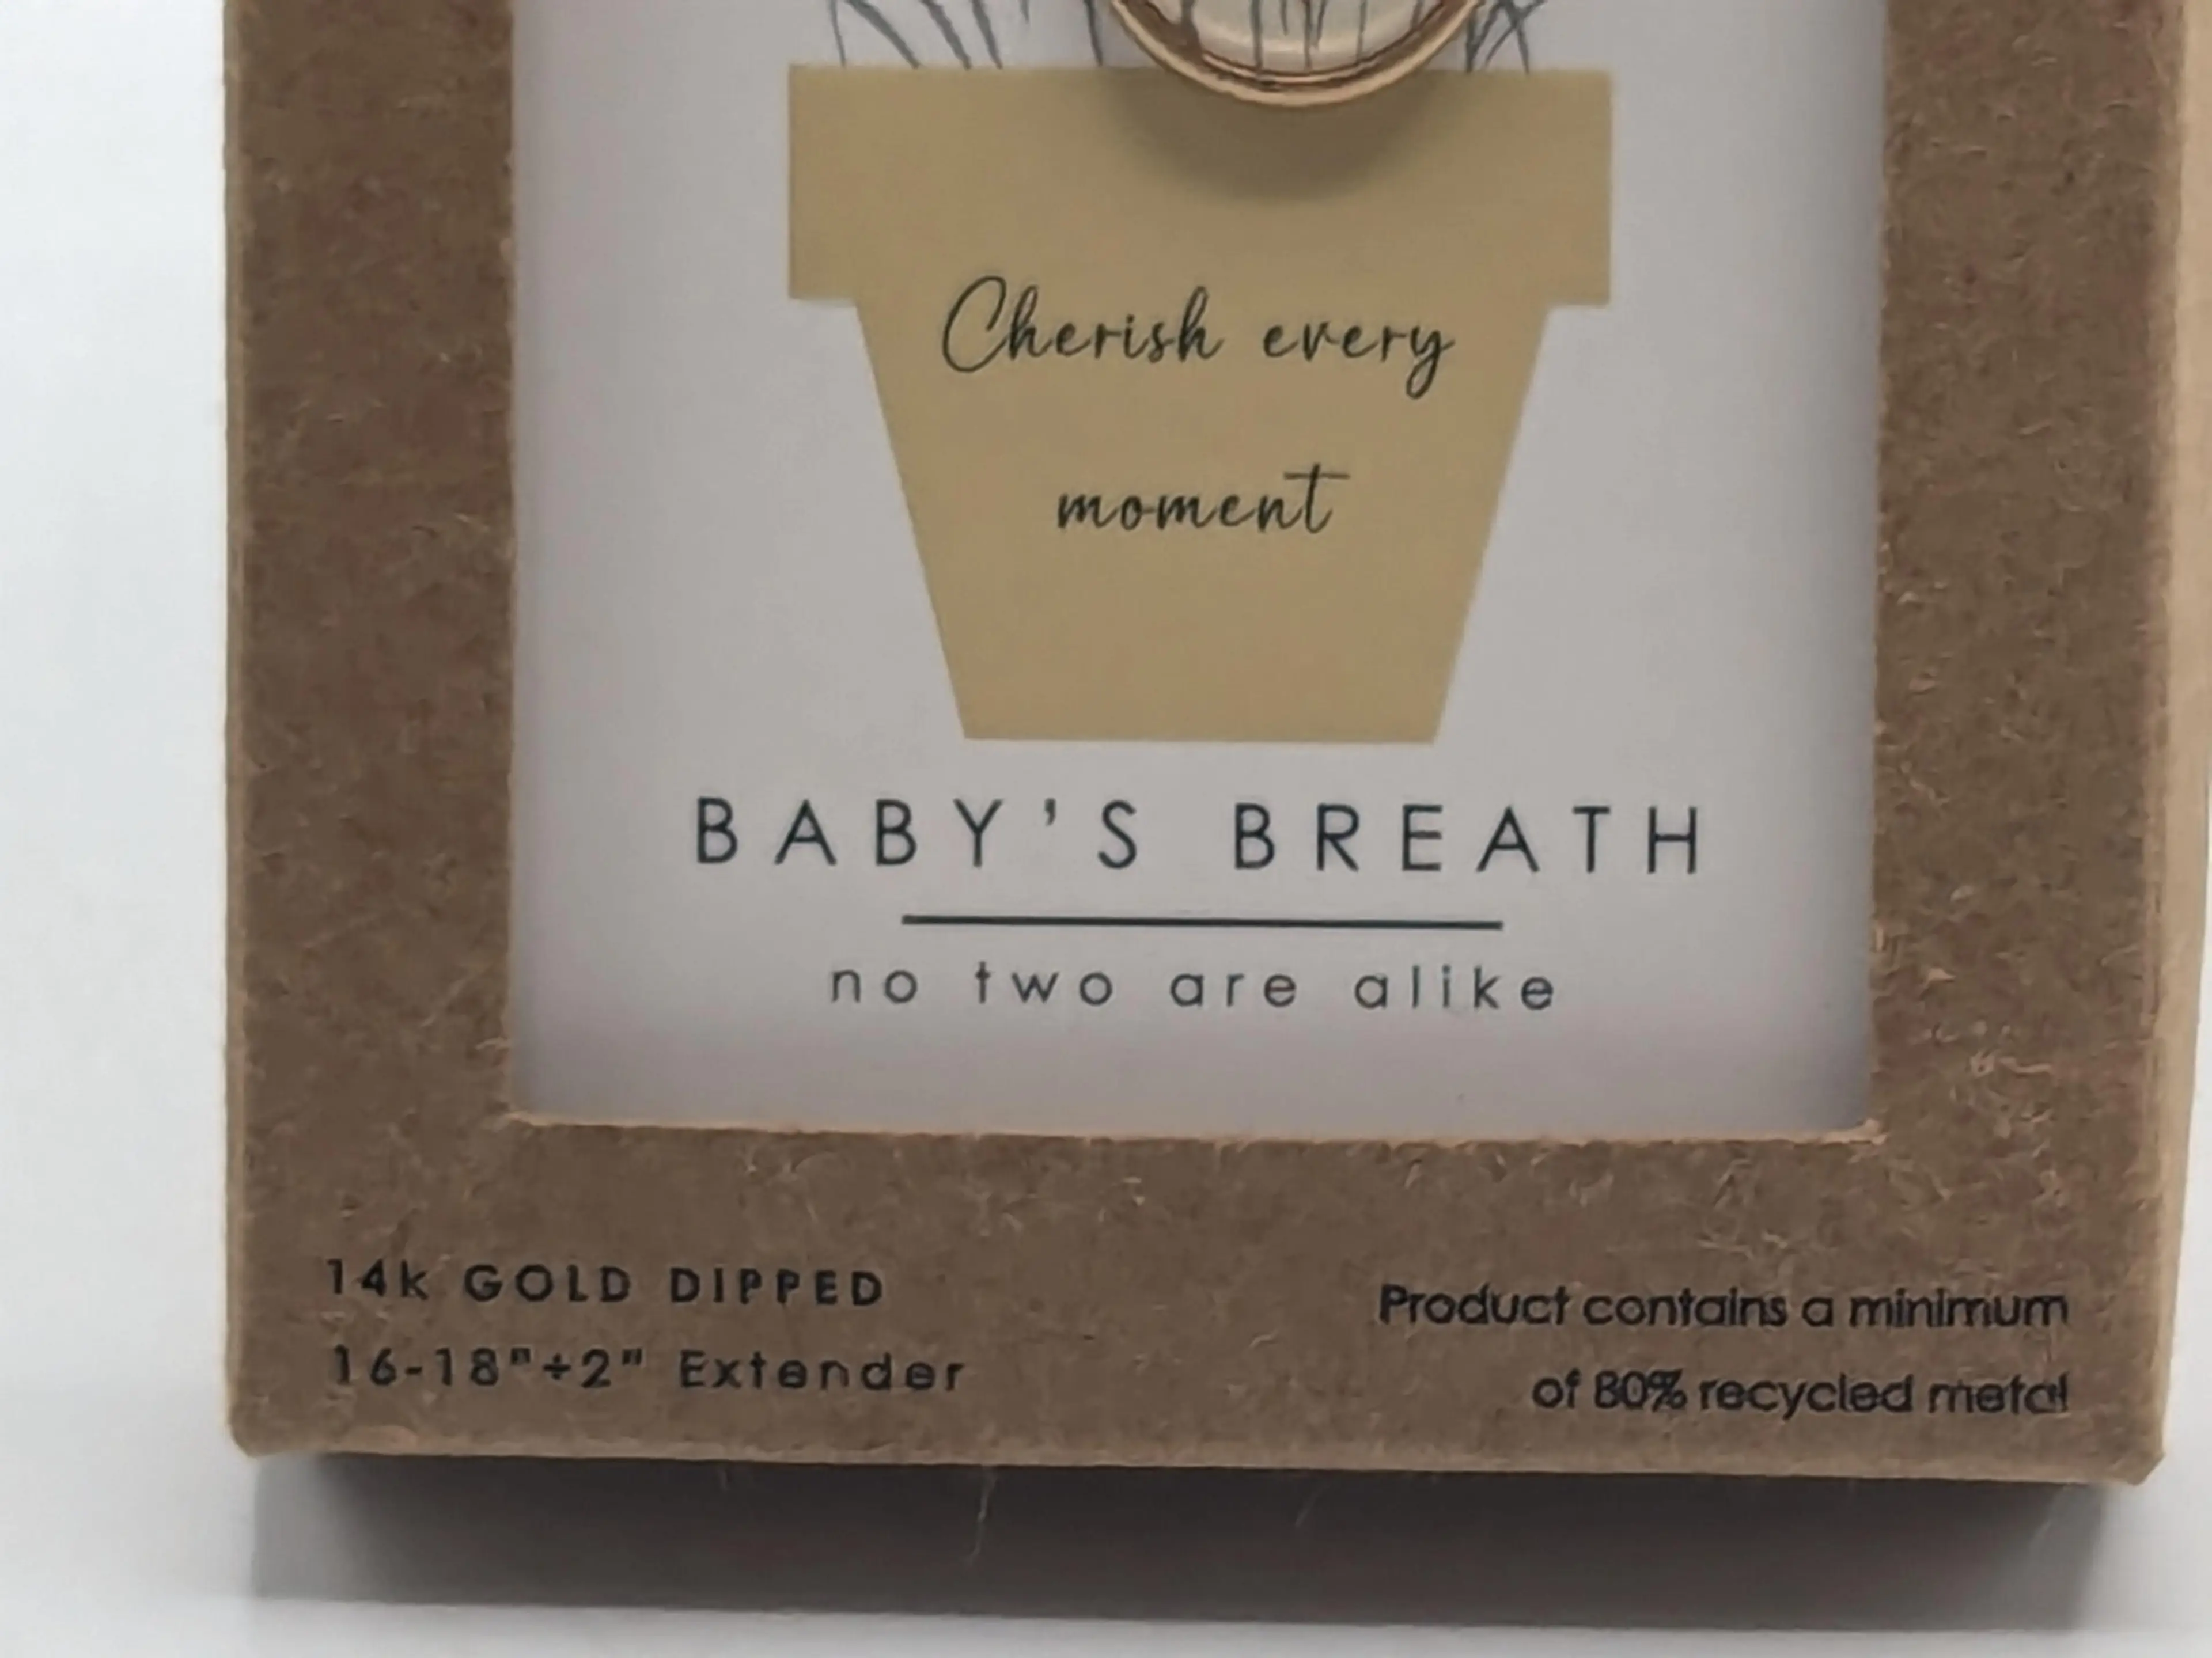 Cherish every
moment
BABY'S BREATH
no two are alike
14k GOLD DIPPED
16-18"+2" Extender
Product contains a minimum
of 80% recycled metal